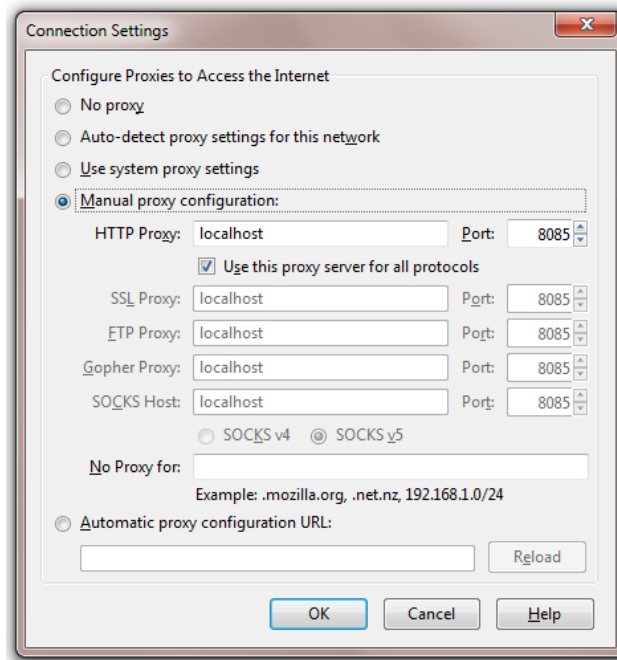 Connection Settings
Configure Proxies to Access the Internet
No proxy
Auto-detect proxy settings for this network
Use system proxy settings
Manual proxy configuration:
HTTP Proxy: localhost Port: 8085
Use this proxy server for all protocols
SSL Proxy: localhost Port: 8085
FTP Proxy: localhost Port: 8085
Gopher Proxy: localhost Port: 8085
SOCKS Host: localhost Port: 8085
SOCKS v4 SOCKS v5
No Proxy for:
Example: .mozilla.org, .net.nz, 192.168.1.0/24
Automatic proxy configuration URL:
Reload
OK Cancel Help